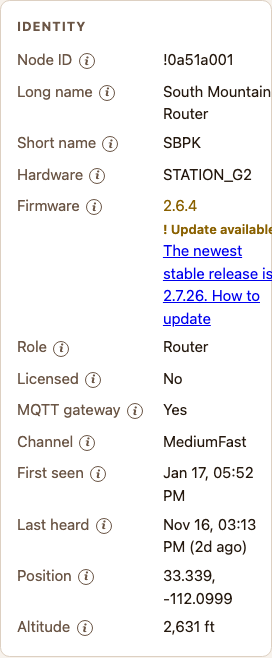 IDENTITY
Node ID i !0a51a001
Long name i South Mountain
Router
Short name i SBPK
Hardware i STATION_G2
Firmware i 2.6.4
! Update available
The newest
stable release is
2.7.26. How to
update
Role i Router
Licensed i No
MQTT gateway i Yes
Channel i MediumFast
First seen i Jan 17, 05:52
PM
Last heard i Nov 16, 03:13
PM (2d ago)
Position i 33.339,
-112.0999
Altitude i 2,631 ft